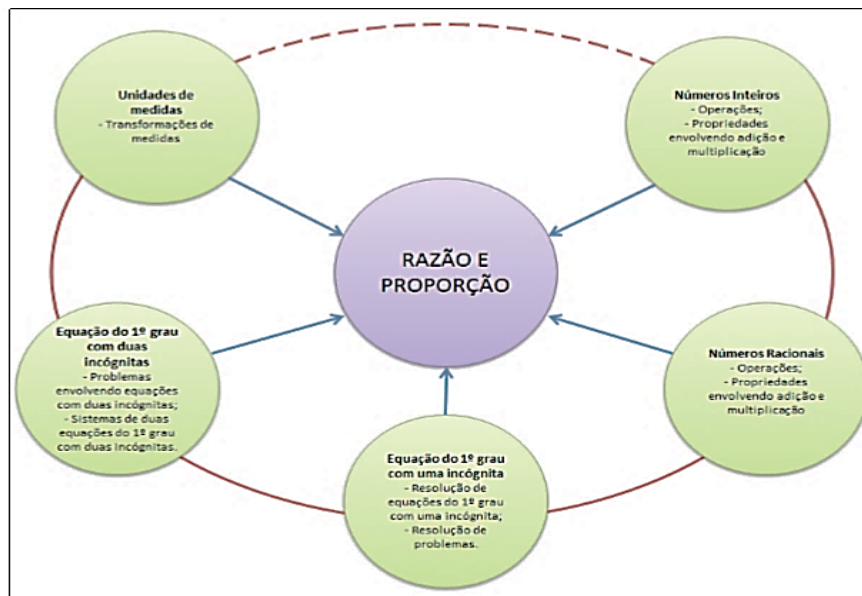 Unidades de
medidas
- Transformações de
medidas
Números Inteiros
- Operações;
- Propriedades
envolvendo adição e
multiplicação
RAZÃO E
PROPORÇÃO
Equação do 1º grau
com duas
incógnitas
- Problemas
envolvendo equações
com duas incógnitas;
- Sistemas de duas
equações do 1º grau
com duas incógnitas.
Números Racionais
- Operações;
- Propriedades
envolvendo adição e
multiplicação
Equação do 1º grau
com uma incógnita
- Resolução de
equações do 1º grau
com uma incógnita;
- Resolução de
problemas.